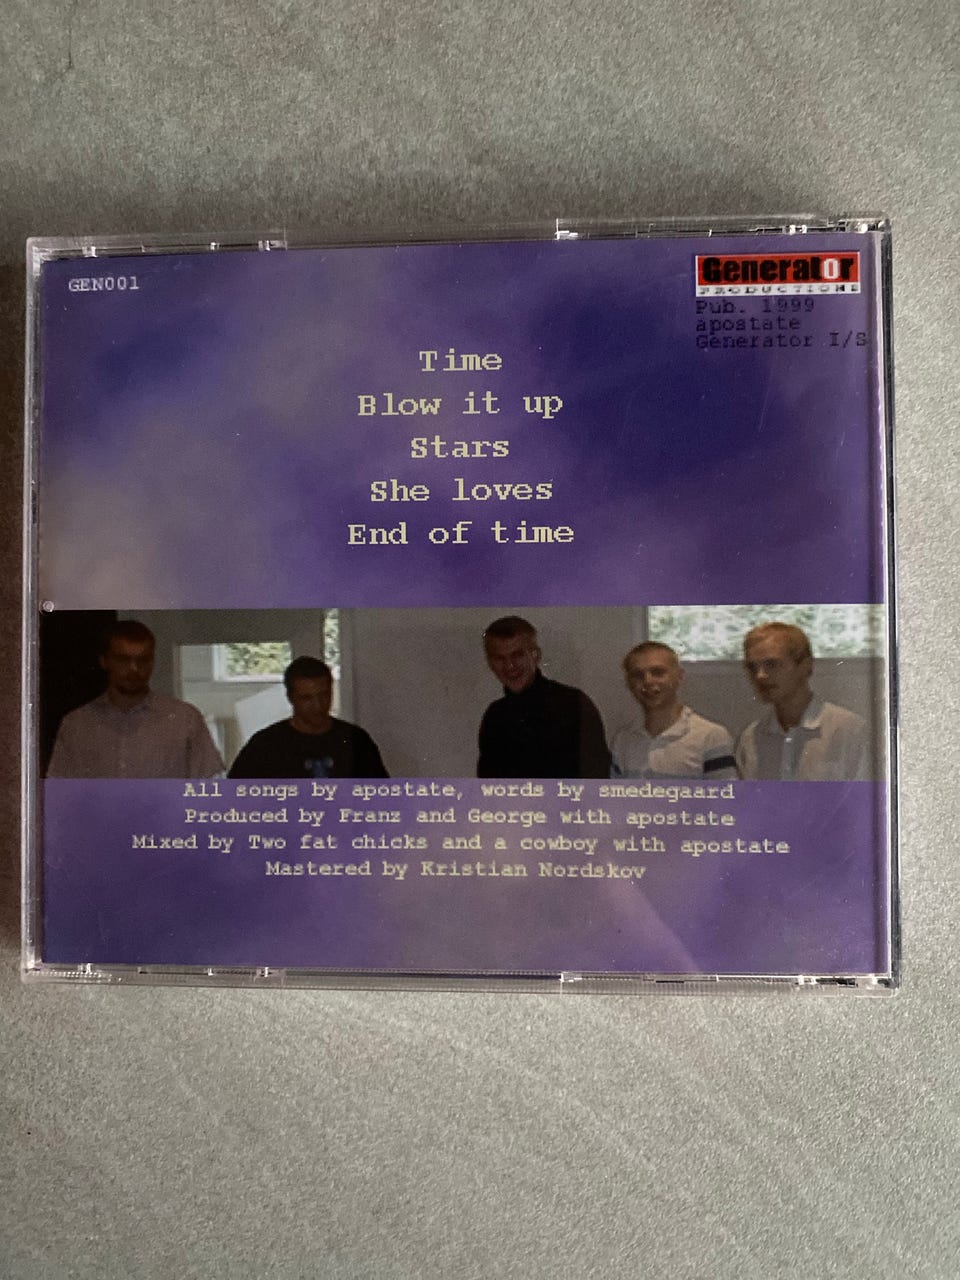 GEN001
Generator
PRODUCTIONS
Pub. 1999
apostate
Generator I/S
Time
Blow it up
Stars
She loves
End of time
All songs by apostate, words by smedegaard
Produced by Franz and George with apostate
Mixed by Two fat chicks and a cowboy with apostate
Mastered by Kristian Nordskov